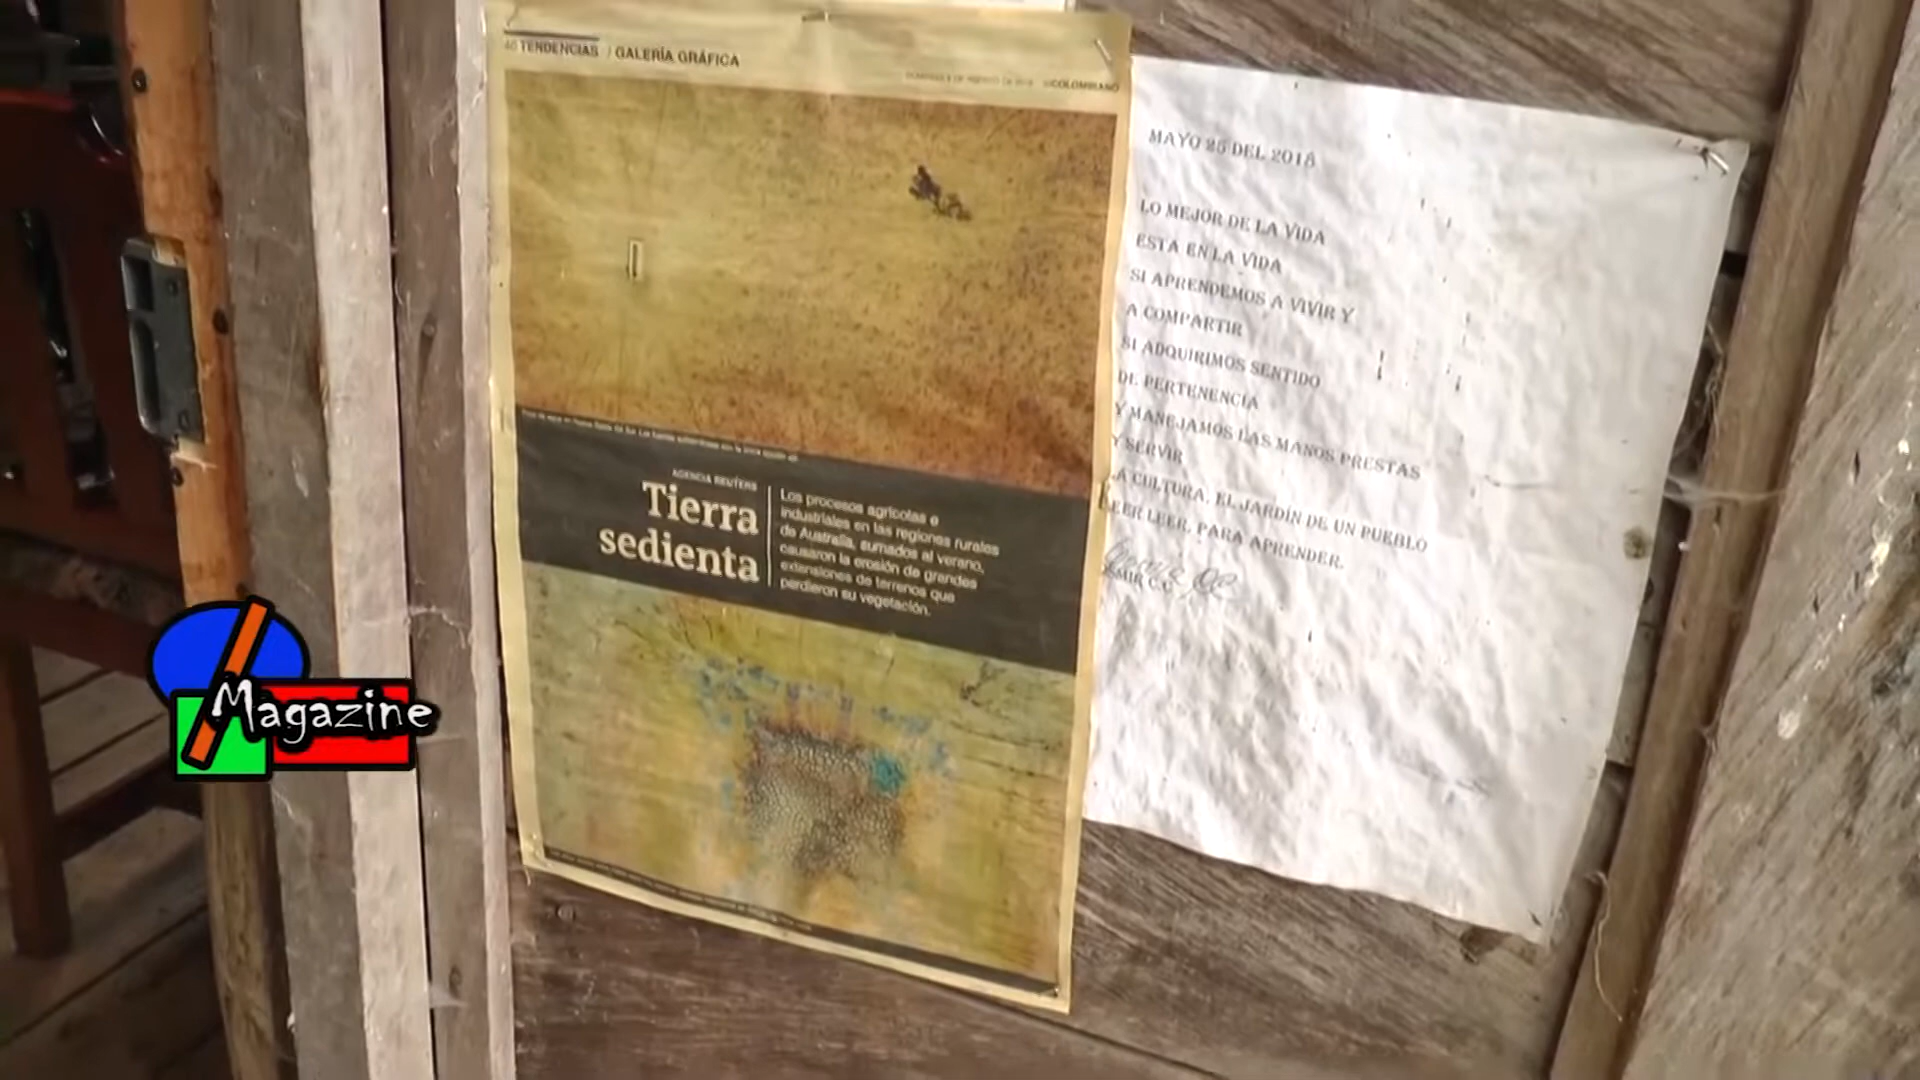 40 TENDENCIAS / GALERÍA GRÁFICA
COLOMBIANO
AGENCIA REUTERS
Tierra
sedienta
Los procesos agrícolas e
industriales en las regiones rurales
de Australia, sumados al verano,
causaron la erosión de grandes
extensiones de terrenos que
perdieron su vegetación.
MAYO 25 DEL 2018
LO MEJOR DE LA VIDA
ESTA EN LA VIDA
SI APRENDEMOS A VIVIR Y
A COMPARTIR
SI ADQUIRIMOS SENTIDO
DE PERTENENCIA
Y MANEJAMOS LAS MANOS PRESTAS
Y SERVIR
LA CULTURA, EL JARDÍN DE UN PUEBLO
LEER LEER, PARA APRENDER.
Magazine